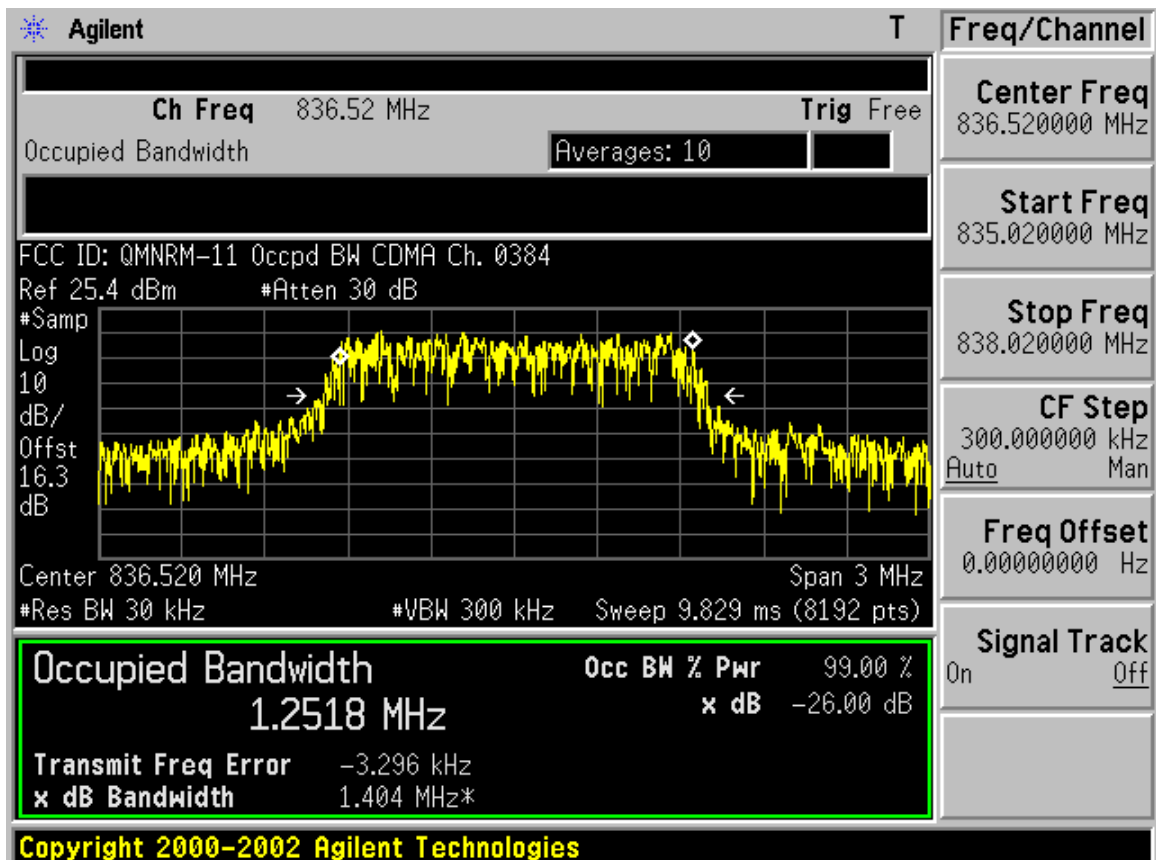 Agilent T
Freq/Channel
Ch Freq 836.52 MHz Trig Free
Occupied Bandwidth Averages: 10
FCC ID: QMNRM-11 Occpd BW CDMA Ch. 0384
Ref 25.4 dBm #Atten 30 dB
#Samp
Log
10
dB/
Offst
16.3
dB
Center 836.520 MHz Span 3 MHz
#Res BW 30 kHz #VBW 300 kHz Sweep 9.829 ms (8192 pts)
Occupied Bandwidth
1.2518 MHz
Occ BW % Pwr 99.00 %
x dB -26.00 dB
Transmit Freq Error -3.296 kHz
x dB Bandwidth 1.404 MHz*
Copyright 2000-2002 Agilent Technologies
Center Freq
836.520000 MHz
Start Freq
835.020000 MHz
Stop Freq
838.020000 MHz
CF Step
300.000000 kHz
Auto Man
Freq Offset
0.00000000 Hz
Signal Track
On Off